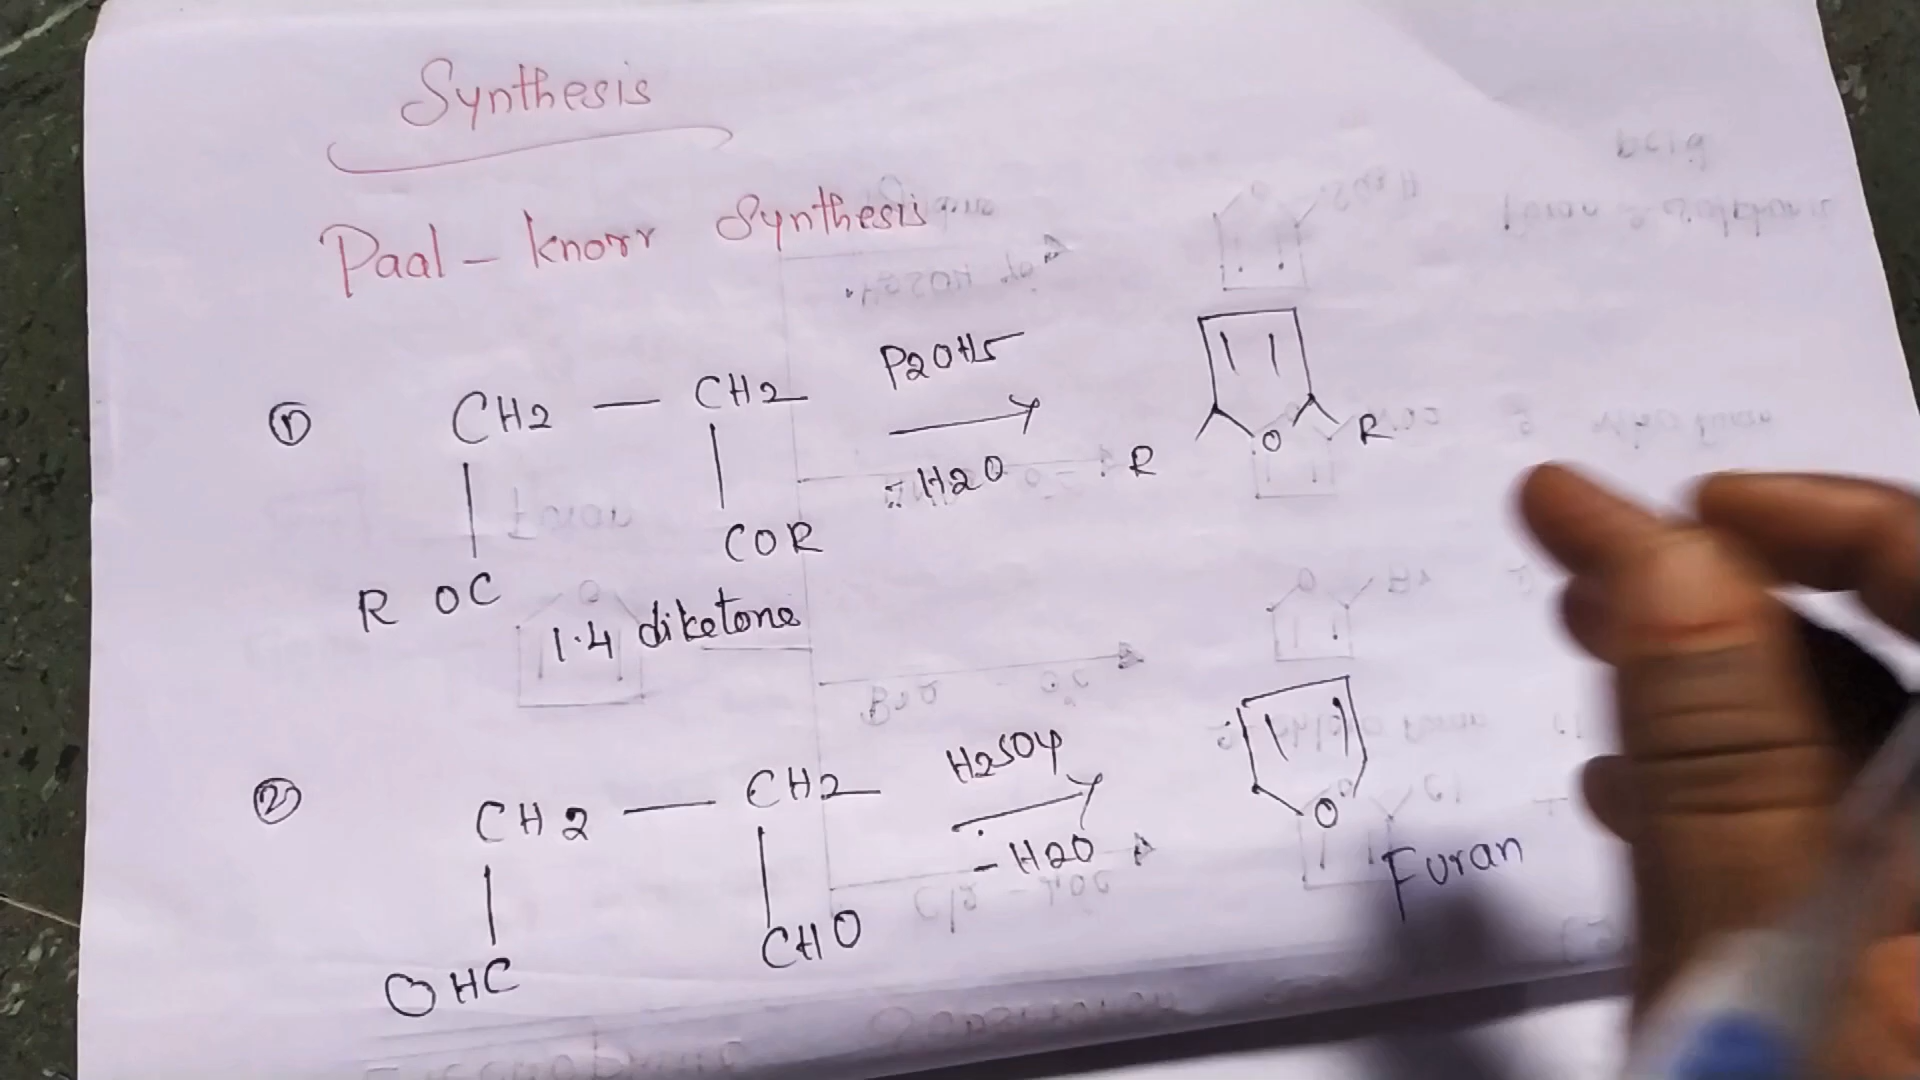 Synthesis
Paal - knorr Synthesis
① CH2 — CH2 P2OH5
COR - H2O R O R
R OC
1.4 diketone
② CH2 — CH2 H2SO4
- H2O O
CHO Furan
OHC